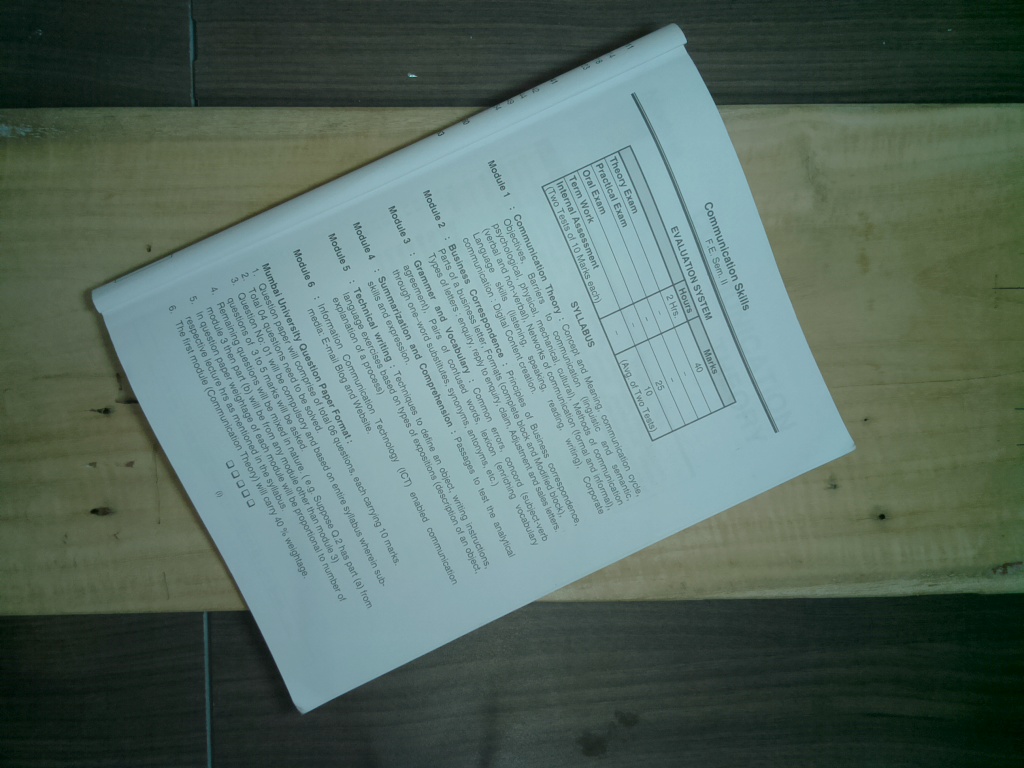 Communication Skills
F.E. Sem. II
EVALUATION SYSTEM
Hours Marks
Theory Exam 2 Hrs. 40
Practical Exam - -
Oral Exam - -
Term Work - 25
Internal Assessment - 10
(Two Tests of 10 Marks each) (Avg. of Two Tests)
SYLLABUS
Module 1 : Communication Theory : Concept and Meaning, communication cycle,
Objectives, Barriers to communication (linguistic and semantic,
psychological, physical, mechanical, cultural). Methods of communication
(verbal and nonverbal), Networks of communication (formal and informal),
Language skills (listening, speaking, reading, writing). Corporate
communication, Digital Content creation.
Module 2 : Business Correspondence : Principles of Business correspondence,
Parts of a business letter, Formats (Complete block and Modified block)
Types of letters : enquiry, reply to enquiry claim, Adjustment and sales letters.
Module 3 : Grammer and Vocabulary : Common errors, concord (subject-verb
agreement), Pairs of confused words, lexicon (enriching vocabulary
through one-word substitutes, synonyms, antonyms, etc.)
Module 4 : Summarization and Comprehension : Passages to test the analytical
skills and expression.
Module 5 : Technical writing : Techniques to define an object, writing instructions,
language exercises based on types of expositions (description of an object,
explanation of a process)
Module 6 : Information Communication Technology (ICT) enabled communication
media E-mail Blog and Website.
Mumbai University Question Paper Format :
1. Question paper will comprise of total 06 questions, each carrying 10 marks.
2. Total 04 questions need to be solved.
3. Question No: 01 will be compulsory and based on entire syllabus wherein sub-
questions of 3 to 5 marks will be asked.
4. Remaining questions will be mixed in nature. (e.g. Suppose Q.2 has part (a) from
module 3 then part (b) will be from any module other than module 3)
5. In question paper weightage of each module will be proportional to number of
respective lecture hrs as mentioned in the syllabus.
6. The first module (Communication Theory) will carry 40 % weightage.
❑ ❑ ❑ ❑ ❑